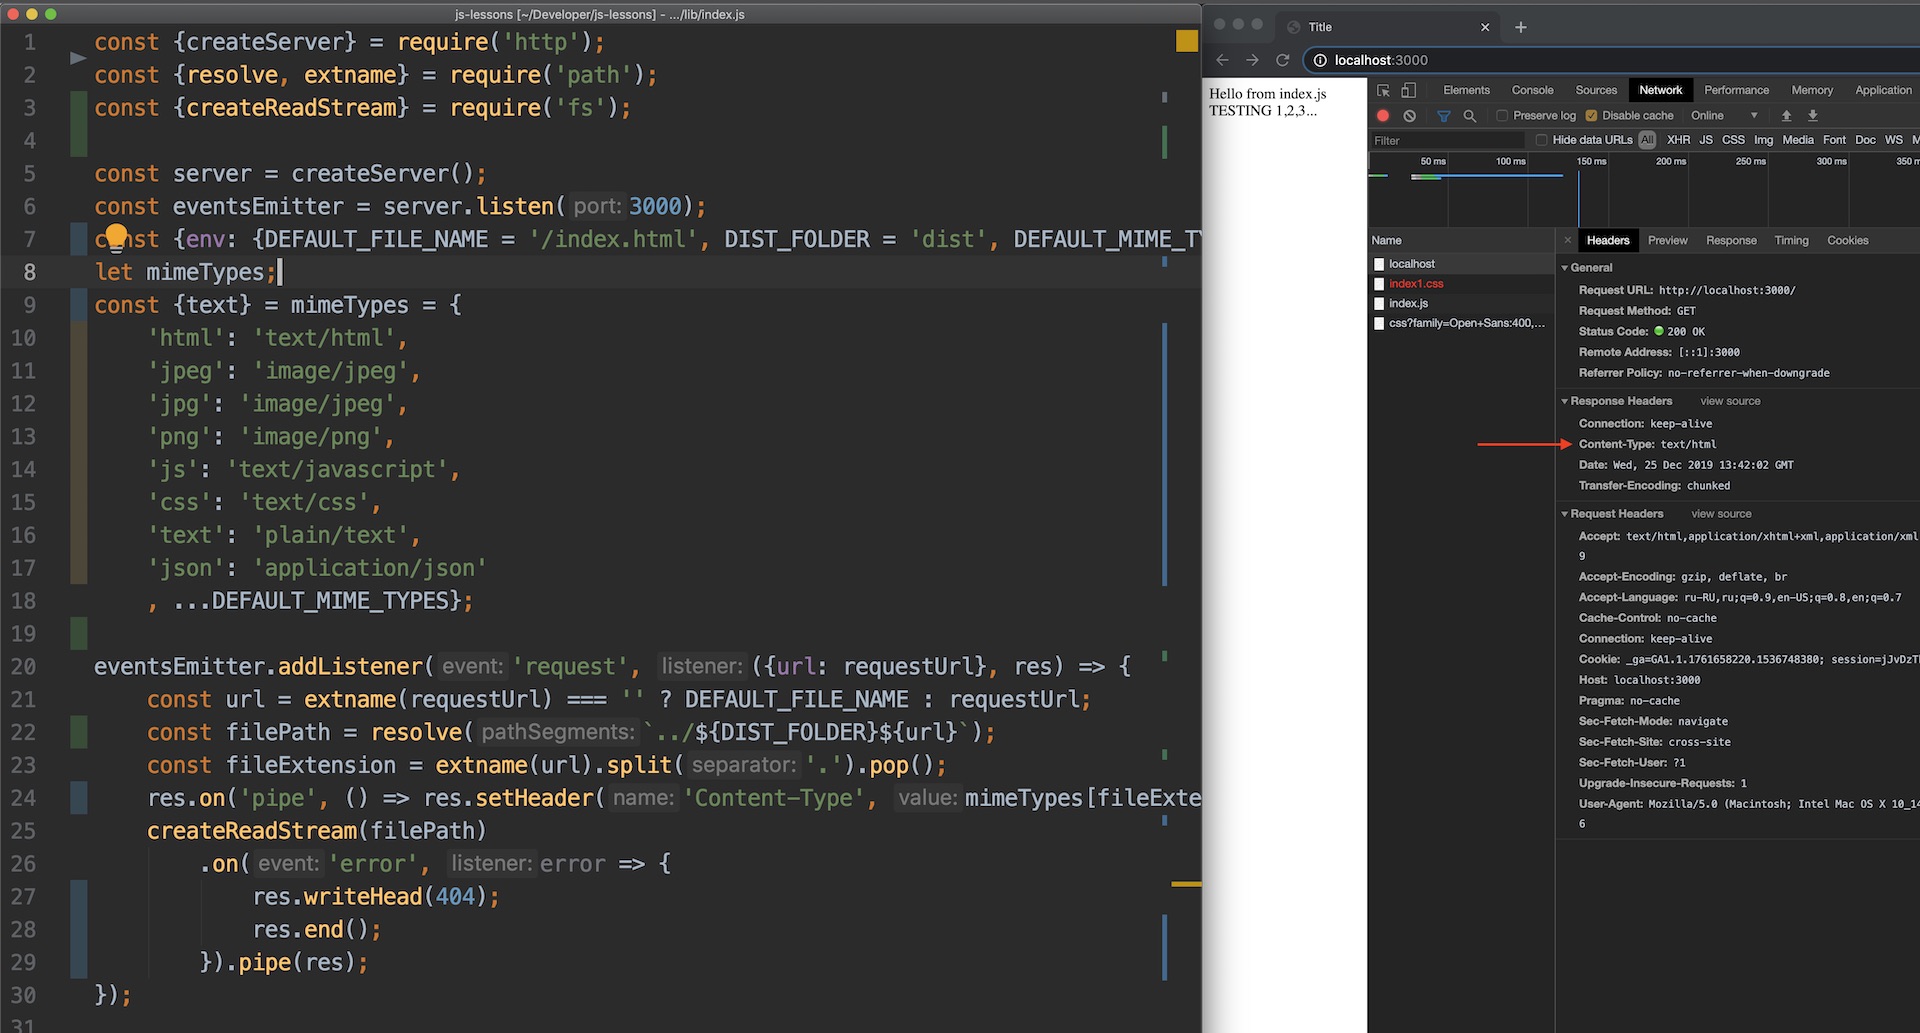 js-lessons [~/Developer/js-lessons] - .../lib/index.js
1 const {createServer} = require('http');
2 const {resolve, extname} = require('path');
3 const {createReadStream} = require('fs');
4
5 const server = createServer();
6 const eventsEmitter = server.listen( port: 3000);
7 const {env: {DEFAULT_FILE_NAME = '/index.html', DIST_FOLDER = 'dist', DEFAULT_MIME_TY
8 let mimeTypes;
9 const {text} = mimeTypes = {
10 'html': 'text/html',
11 'jpeg': 'image/jpeg',
12 'jpg': 'image/jpeg',
13 'png': 'image/png',
14 'js': 'text/javascript',
15 'css': 'text/css',
16 'text': 'plain/text',
17 'json': 'application/json'
18 , ...DEFAULT_MIME_TYPES};
19
20 eventsEmitter.addListener( event: 'request', listener: ({url: requestUrl}, res) => {
21 const url = extname(requestUrl) === '' ? DEFAULT_FILE_NAME : requestUrl;
22 const filePath = resolve( pathSegments: `../${DIST_FOLDER}${url}`);
23 const fileExtension = extname(url).split( separator: '.').pop();
24 res.on('pipe', () => res.setHeader( name: 'Content-Type', value: mimeTypes[fileExte
25 createReadStream(filePath)
26 .on( event: 'error', listener: error => {
27 res.writeHead(404);
28 res.end();
29 }).pipe(res);
30 });
31
Title
localhost:3000
Hello from index.js
TESTING 1,2,3...
Elements Console Sources Network Performance Memory Application
Preserve log Disable cache Online
Filter Hide data URLs All XHR JS CSS Img Media Font Doc WS M
50 ms 100 ms 150 ms 200 ms 250 ms 300 ms 350 m
Name
localhost
index1.css
index.js
css?family=Open+Sans:400,...
Headers Preview Response Timing Cookies
General
Request URL: http://localhost:3000/
Request Method: GET
Status Code: 200 OK
Remote Address: [::1]:3000
Referrer Policy: no-referrer-when-downgrade
Response Headers view source
Connection: keep-alive
Content-Type: text/html
Date: Wed, 25 Dec 2019 13:42:02 GMT
Transfer-Encoding: chunked
Request Headers view source
Accept: text/html,application/xhtml+xml,application/xml
9
Accept-Encoding: gzip, deflate, br
Accept-Language: ru-RU,ru;q=0.9,en-US;q=0.8,en;q=0.7
Cache-Control: no-cache
Connection: keep-alive
Cookie: _ga=GA1.1.1761658220.1536748380; session=jJvDzT
Host: localhost:3000
Pragma: no-cache
Sec-Fetch-Mode: navigate
Sec-Fetch-Site: cross-site
Sec-Fetch-User: ?1
Upgrade-Insecure-Requests: 1
User-Agent: Mozilla/5.0 (Macintosh; Intel Mac OS X 10_14
6